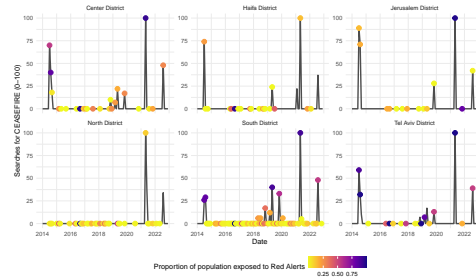 Center District
Haifa District
Jerusalem District
100
75
50
25
0
North District
South District
Tel Aviv District
100
75
50
25
0
2014 2016 2018 2020 2022
2014 2016 2018 2020 2022
2014 2016 2018 2020 2022
Searches for CEASEFIRE (0–100)
Date
Proportion of population exposed to Red Alerts
0.25 0.50 0.75